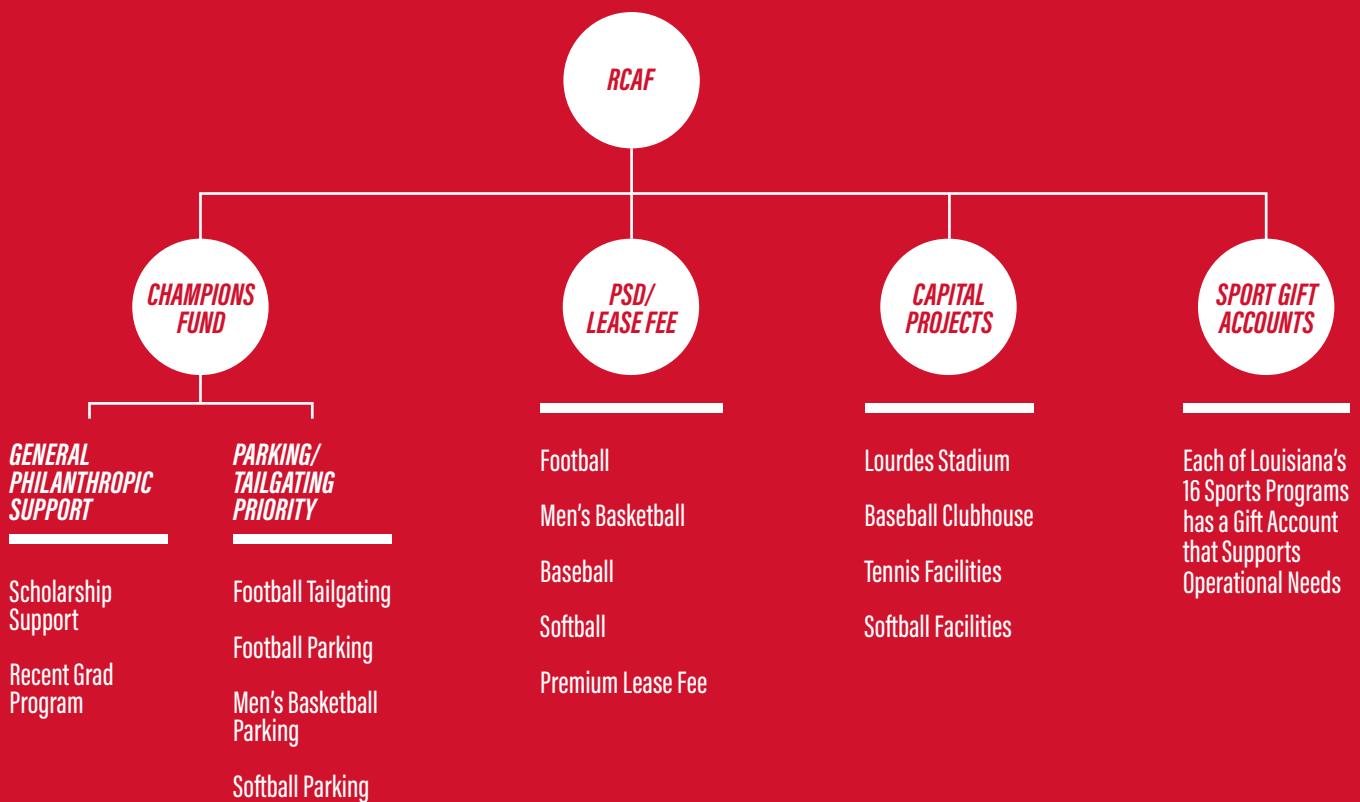 RCAF
CHAMPIONS
FUND
PSD/
LEASE FEE
CAPITAL
PROJECTS
SPORT GIFT
ACCOUNTS
GENERAL
PHILANTHROPIC
SUPPORT
Scholarship
Support
Recent Grad
Program
PARKING/
TAILGATING
PRIORITY
Football Tailgating
Football Parking
Men's Basketball
Parking
Softball Parking
Football
Men's Basketball
Baseball
Softball
Premium Lease Fee
Lourdes Stadium
Baseball Clubhouse
Tennis Facilities
Softball Facilities
Each of Louisiana's
16 Sports Programs
has a Gift Account
that Supports
Operational Needs